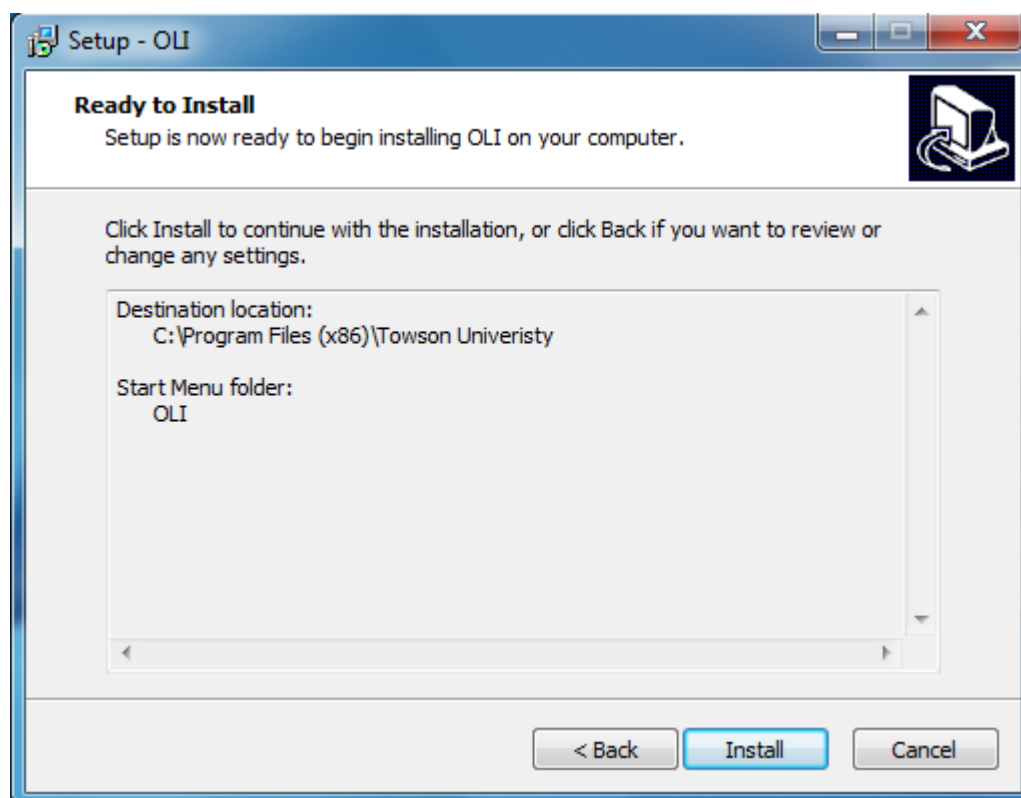 Setup - OLI
Ready to Install
Setup is now ready to begin installing OLI on your computer.
Click Install to continue with the installation, or click Back if you want to review or
change any settings.
Destination location:
C:\Program Files (x86)\Towson Univeristy
Start Menu folder:
OLI
< Back Install Cancel